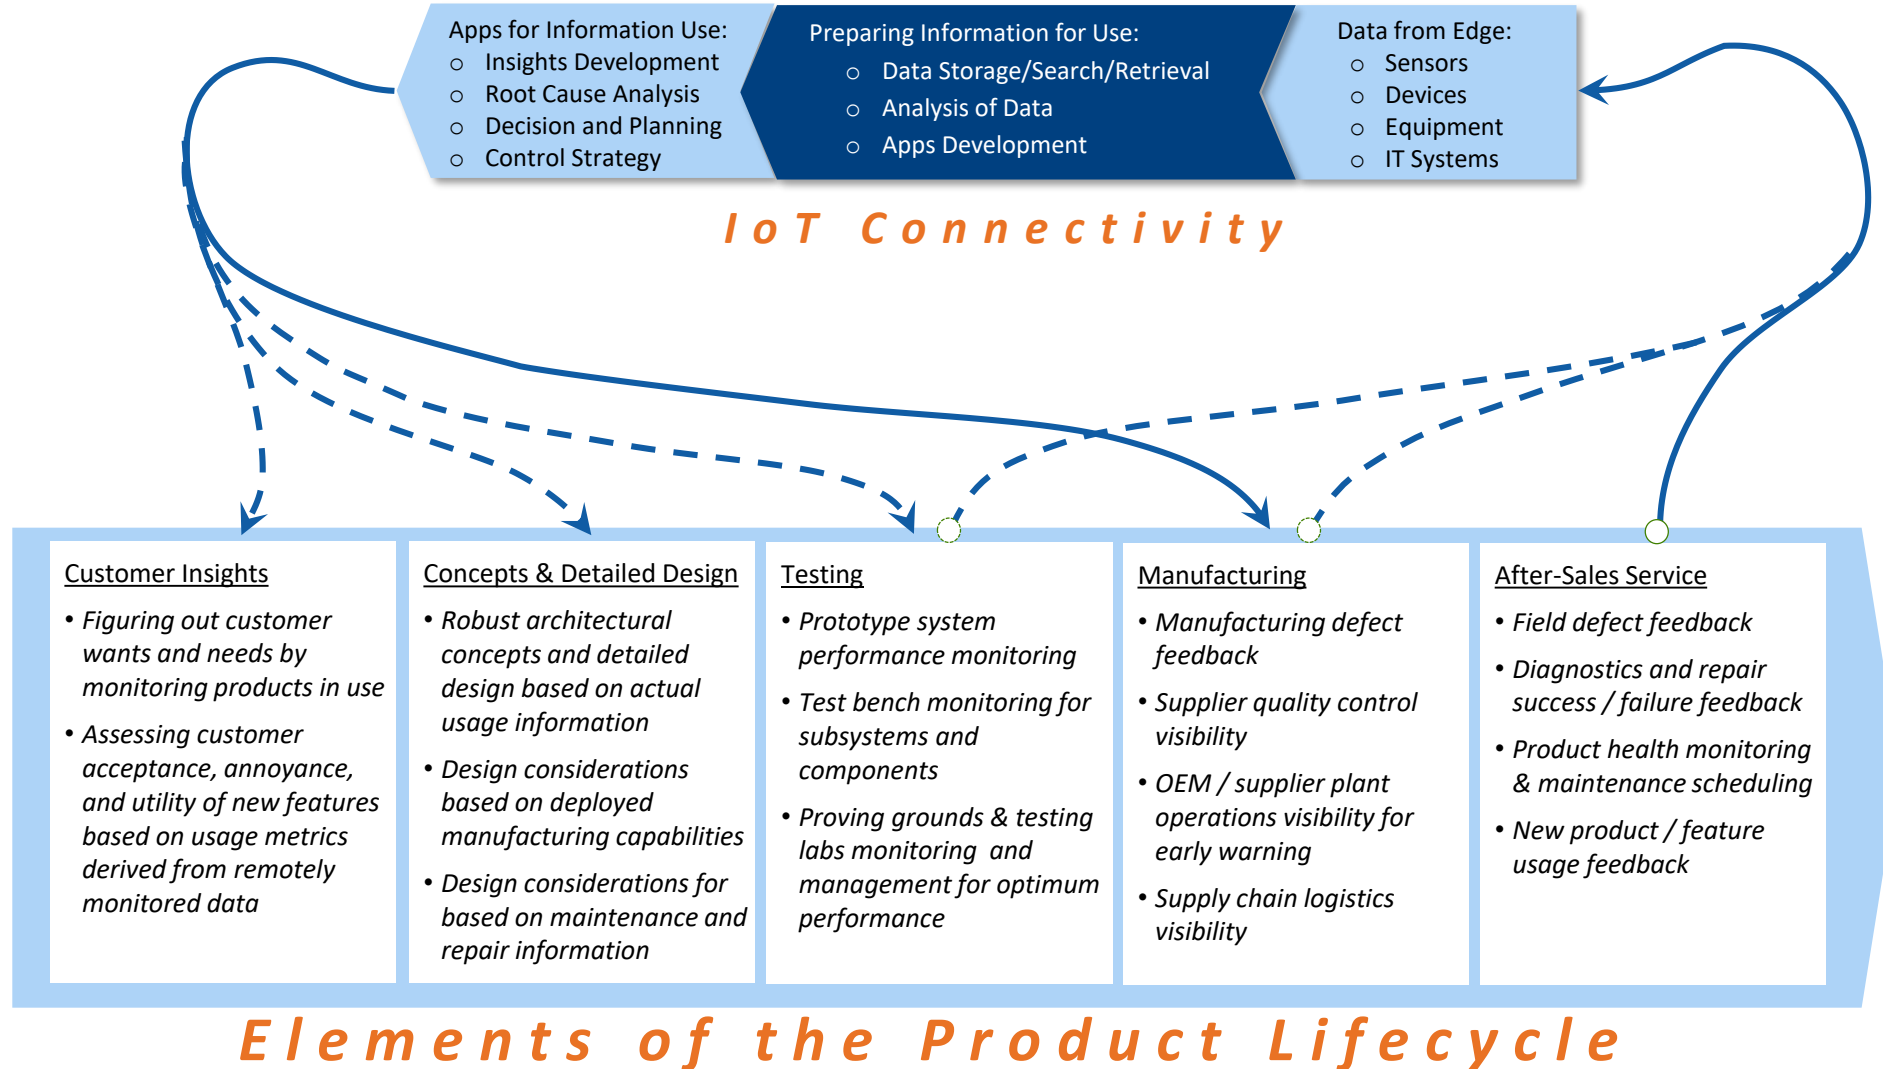 Apps for Information Use:
o Insights Development
o Root Cause Analysis
o Decision and Planning
o Control Strategy
Preparing Information for Use:
o Data Storage/Search/Retrieval
o Analysis of Data
o Apps Development
Data from Edge:
o Sensors
o Devices
o Equipment
o IT Systems
IoT Connectivity
Customer Insights
• Figuring out customer
wants and needs by
monitoring products in use
• Assessing customer
acceptance, annoyance,
and utility of new features
based on usage metrics
derived from remotely
monitored data
Concepts & Detailed Design
• Robust architectural
concepts and detailed
design based on actual
usage information
• Design considerations
based on deployed
manufacturing capabilities
• Design considerations for
based on maintenance and
repair information
Testing
• Prototype system
performance monitoring
• Test bench monitoring for
subsystems and
components
• Proving grounds & testing
labs monitoring and
management for optimum
performance
Manufacturing
• Manufacturing defect
feedback
• Supplier quality control
visibility
• OEM / supplier plant
operations visibility for
early warning
• Supply chain logistics
visibility
After-Sales Service
• Field defect feedback
• Diagnostics and repair
success / failure feedback
• Product health monitoring
& maintenance scheduling
• New product / feature
usage feedback
Elements of the Product Lifecycle